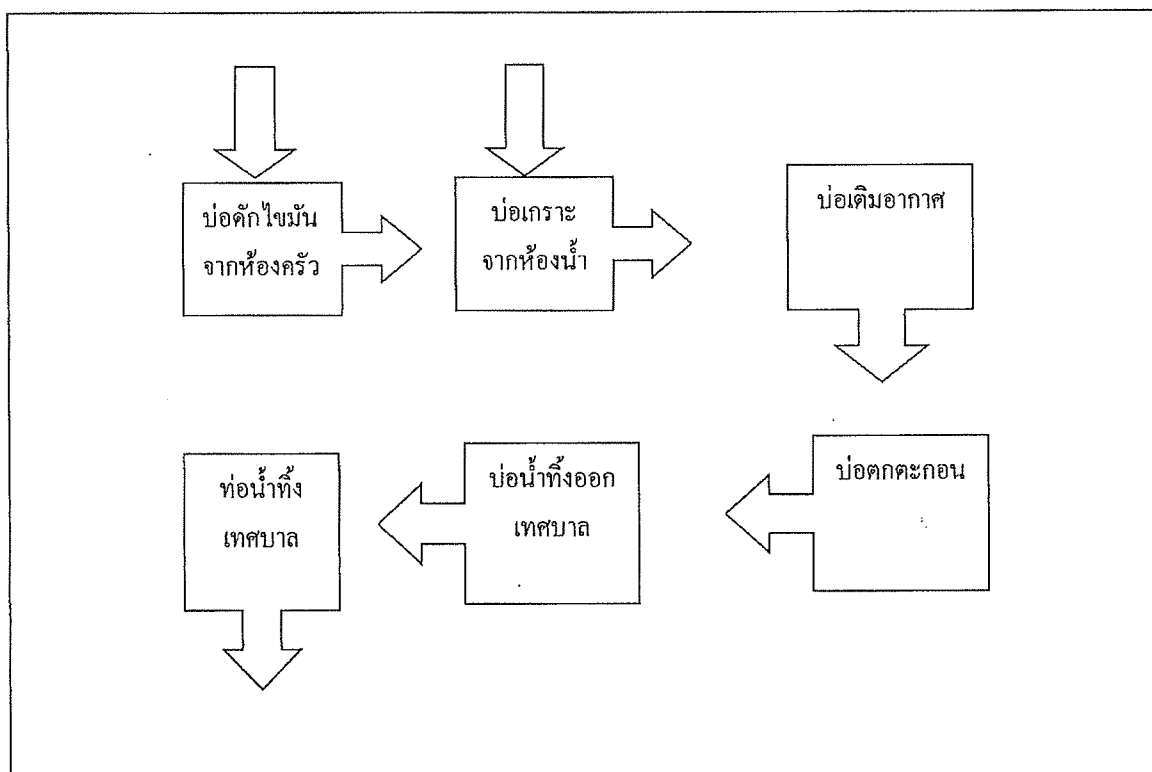 บ่อดักไขมัน
จากห้องครัว
บ่อเกราะ
จากห้องน้ำ
บ่อเติมอากาศ
บ่อตกตะกอน
บ่อน้ำทิ้งออก
เทศบาล
ท่อน้ำทิ้ง
เทศบาล